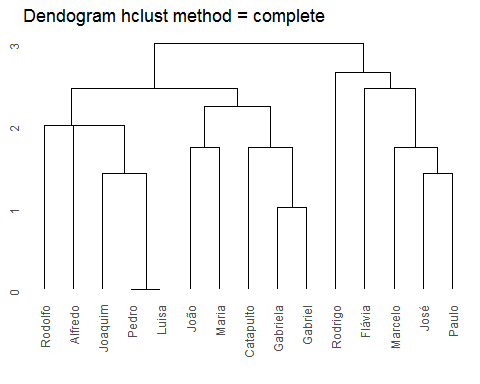 Dendogram hclust method = complete
3
2
1
0
Rodolfo
Alfredo
Joaquim
Pedro
Luisa
João
Maria
Catapulto
Gabriela
Gabriel
Rodrigo
Flávia
Marcelo
José
Paulo